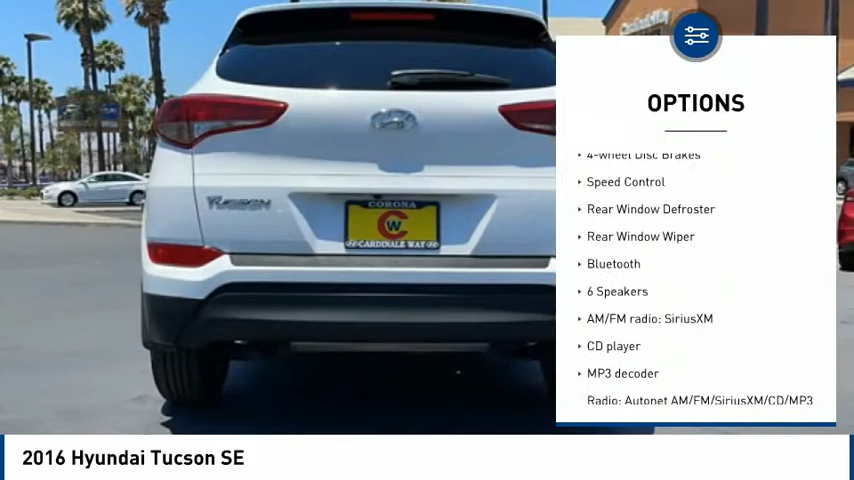 OPTIONS
4-wheel Disc Brakes
Speed Control
Rear Window Defroster
Rear Window Wiper
Bluetooth
6 Speakers
AM/FM radio: SiriusXM
CD player
MP3 decoder
Radio: Autonet AM/FM/SiriusXM/CD/MP3
TUCSON
CORONA
CW
CARDINALE WAY
2016 Hyundai Tucson SE